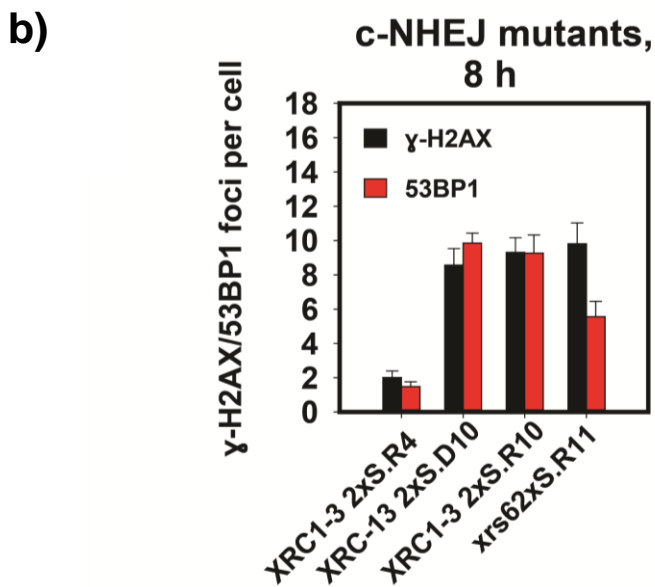 b)
c-NHEJ mutants,
8 h
ɣ-H2AX/53BP1 foci per cell
18
16
14
12
10
8
6
4
2
0
ɣ-H2AX
53BP1
XRC1-3 2xS.R4
XRC-13 2xS.D10
XRC1-3 2xS.R10
xrs62xS.R11